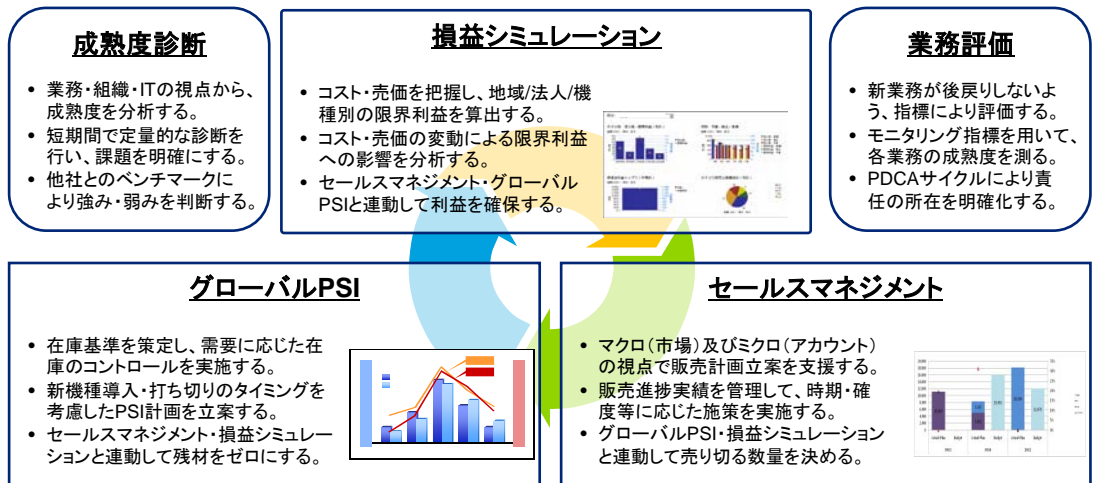 成熟度診断
• 業務・組織・ITの視点から、
成熟度を分析する。
• 短期間で定量的な診断を
行い、課題を明確にする。
• 他社とのベンチマークに
より強み・弱みを判断する。
損益シミュレーション
• コスト・売価を把握し、地域/法人/機
種別の限界利益を算出する。
• コスト・売価の変動による限界利益
への影響を分析する。
• セールスマネジメント・グローバル
PSIと連動して利益を確保する。
業務評価
• 新業務が後戻りしないよ
う、指標により評価する。
• モニタリング指標を用いて、
各業務の成熟度を測る。
• PDCAサイクルにより責
任の所在を明確化する。
グローバルPSI
• 在庫基準を策定し、需要に応じた在
庫のコントロールを実施する。
• 新機種導入・打ち切りのタイミングを
考慮したPSI計画を立案する。
• セールスマネジメント・損益シミュレー
ションと連動して残材をゼロにする。
セールスマネジメント
• マクロ（市場）及びミクロ（アカウント）
の視点で販売計画立案を支援する。
• 販売進捗実績を管理して、時期・確
度等に応じた施策を実施する。
• グローバルPSI・損益シミュレーション
と連動して売り切る数量を決める。